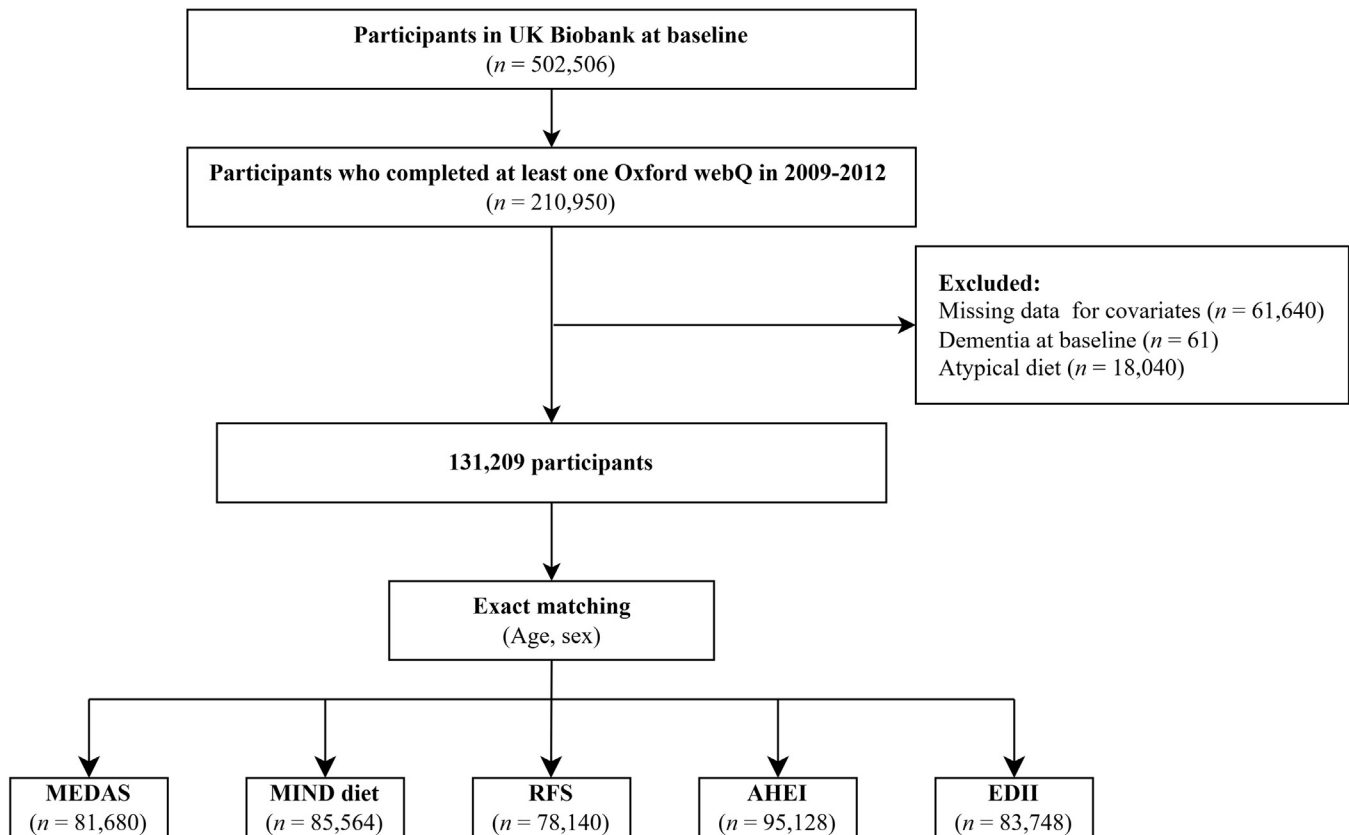 Participants in UK Biobank at baseline
(n = 502,506)
Participants who completed at least one Oxford webQ in 2009-2012
(n = 210,950)
Excluded:
Missing data for covariates (n = 61,640)
Dementia at baseline (n = 61)
Atypical diet (n = 18,040)
131,209 participants
Exact matching
(Age, sex)
MEDAS
(n = 81,680)
MIND diet
(n = 85,564)
RFS
(n = 78,140)
AHEI
(n = 95,128)
EDII
(n = 83,748)